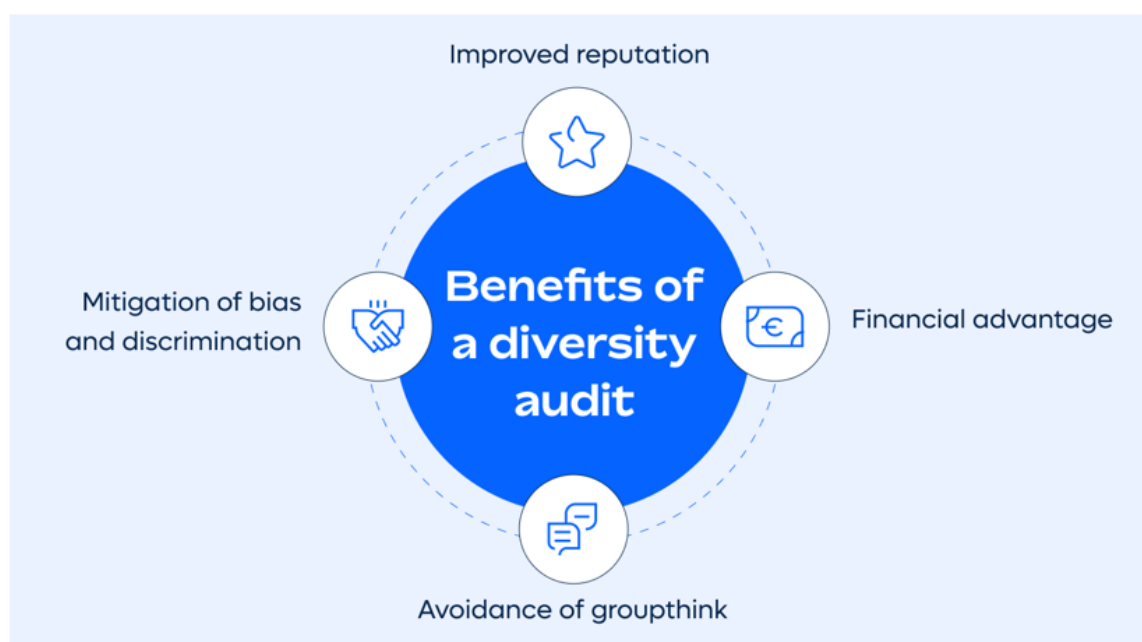 Improved reputation
Mitigation of bias
and discrimination
Benefits of
a diversity
audit
€
Financial advantage
Avoidance of groupthink